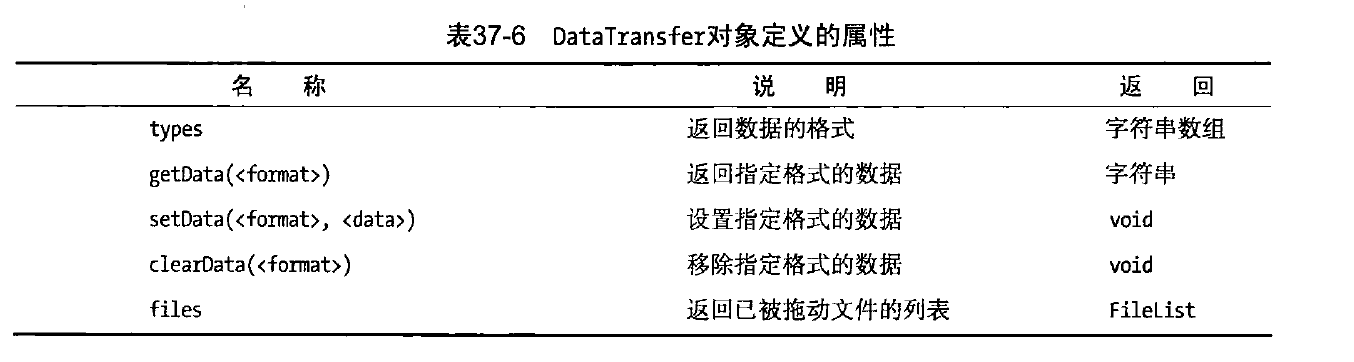 表37-6 DataTransfer对象定义的属性
名 称 说 明 返 回
types 返回数据的格式 字符串数组
getData(<format>) 返回指定格式的数据 字符串
setData(<format>, <data>) 设置指定格式的数据 void
clearData(<format>) 移除指定格式的数据 void
files 返回已被拖动文件的列表 FileList